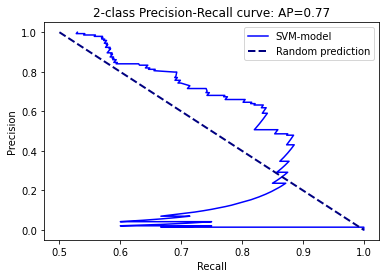 2-class Precision-Recall curve: AP=0.77
SVM-model
Random prediction
Precision
1.0
0.8
0.6
0.4
0.2
0.0
0.5 0.6 0.7 0.8 0.9 1.0
Recall